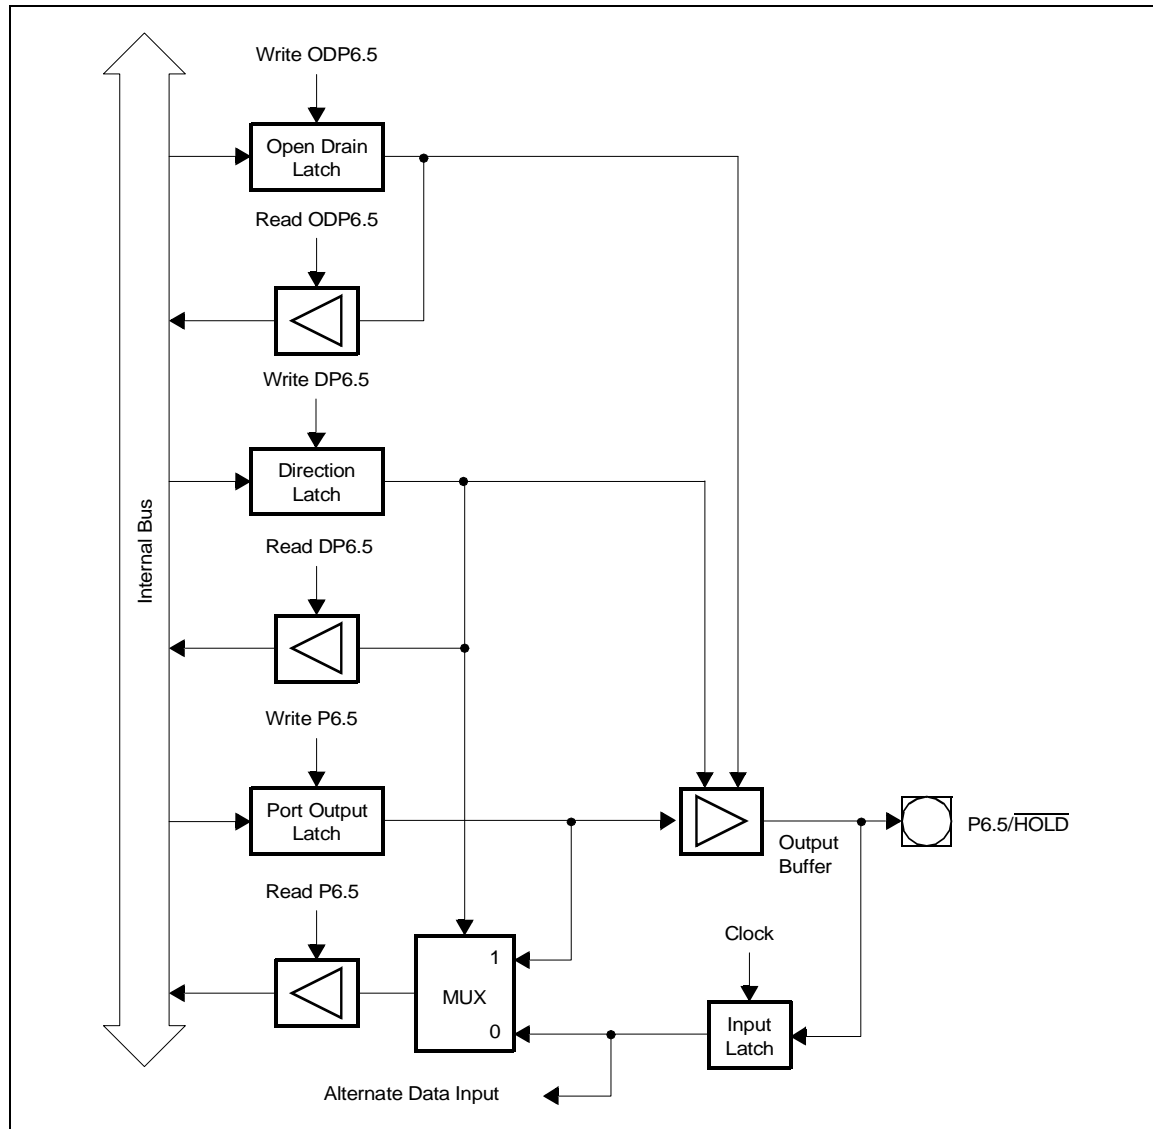 Write ODP6.5
Open Drain
Latch
Read ODP6.5
Write DP6.5
Direction
Latch
Internal Bus
Read DP6.5
Write P6.5
Port Output
Latch
Output
Buffer
P6.5/HOLD
Read P6.5
Clock
1
MUX
0
Input
Latch
Alternate Data Input